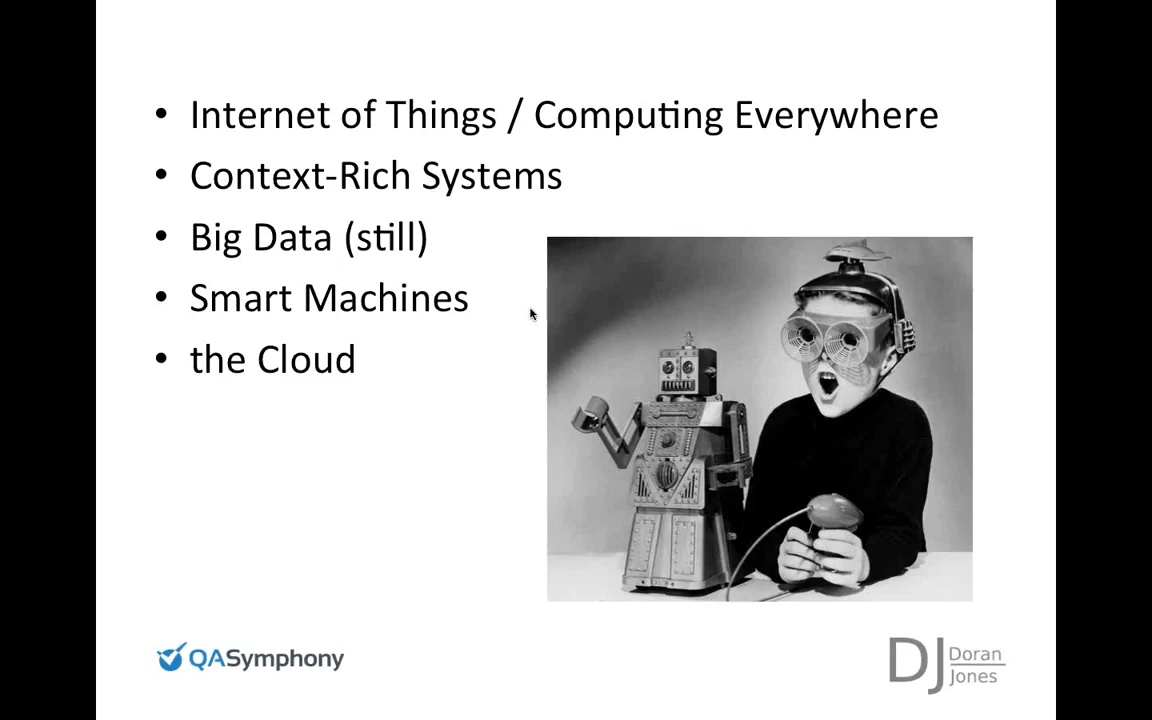 • Internet of Things / Computing Everywhere
• Context-Rich Systems
• Big Data (still)
• Smart Machines
• the Cloud
QASymphony
DJ Doran Jones